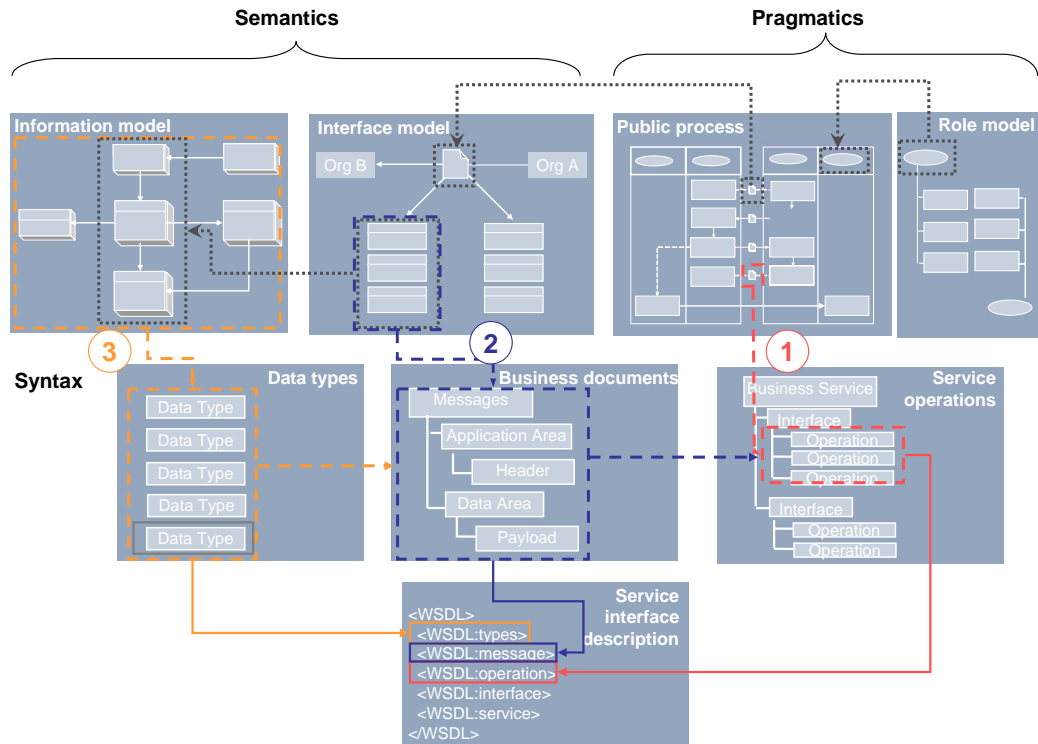 Semantics
Pragmatics
Information model
Interface model
Public process
Role model
Org B
Org A
3
2
1
Syntax
Data types
Business documents
Service
operations
Data Type
Data Type
Data Type
Data Type
Data Type
Messages
Application Area
Header
Data Area
Payload
Business Service
Interface
Operation
Operation
Operation
Interface
Operation
Operation
Service
interface
description
<WSDL>
<WSDL:types>
<WSDL:message>
<WSDL:operation>
<WSDL:interface>
<WSDL:service>
</WSDL>